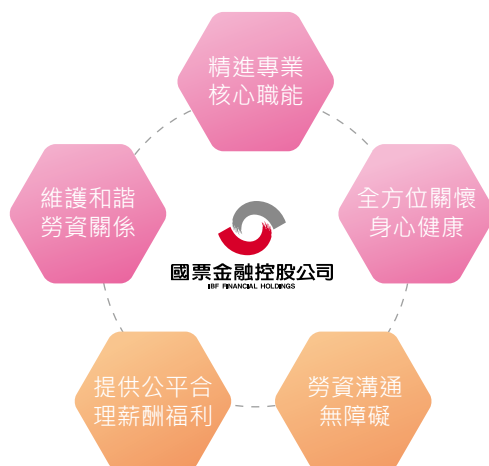 精進專業
核心職能
維護和諧
勞資關係
全方位關懷
身心健康
國票金融控股公司
IBF FINANCIAL HOLDINGS
提供公平合
理薪酬福利
勞資溝通
無障礙